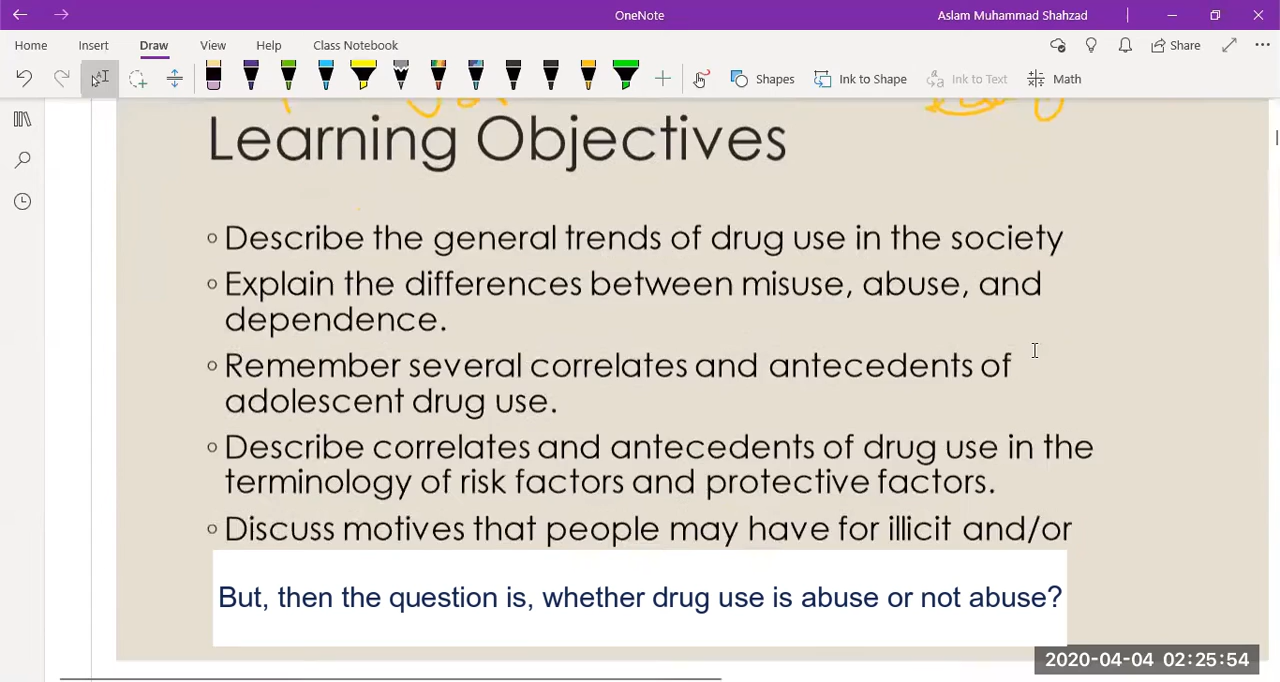 OneNote
Aslam Muhammad Shahzad
Home Insert Draw View Help Class Notebook
Share
Shapes Ink to Shape Ink to Text Math
Learning Objectives
Describe the general trends of drug use in the society
Explain the differences between misuse, abuse, and
dependence.
Remember several correlates and antecedents of
adolescent drug use.
Describe correlates and antecedents of drug use in the
terminology of risk factors and protective factors.
Discuss motives that people may have for illicit and/or
But, then the question is, whether drug use is abuse or not abuse?
2020-04-04 02:25:54